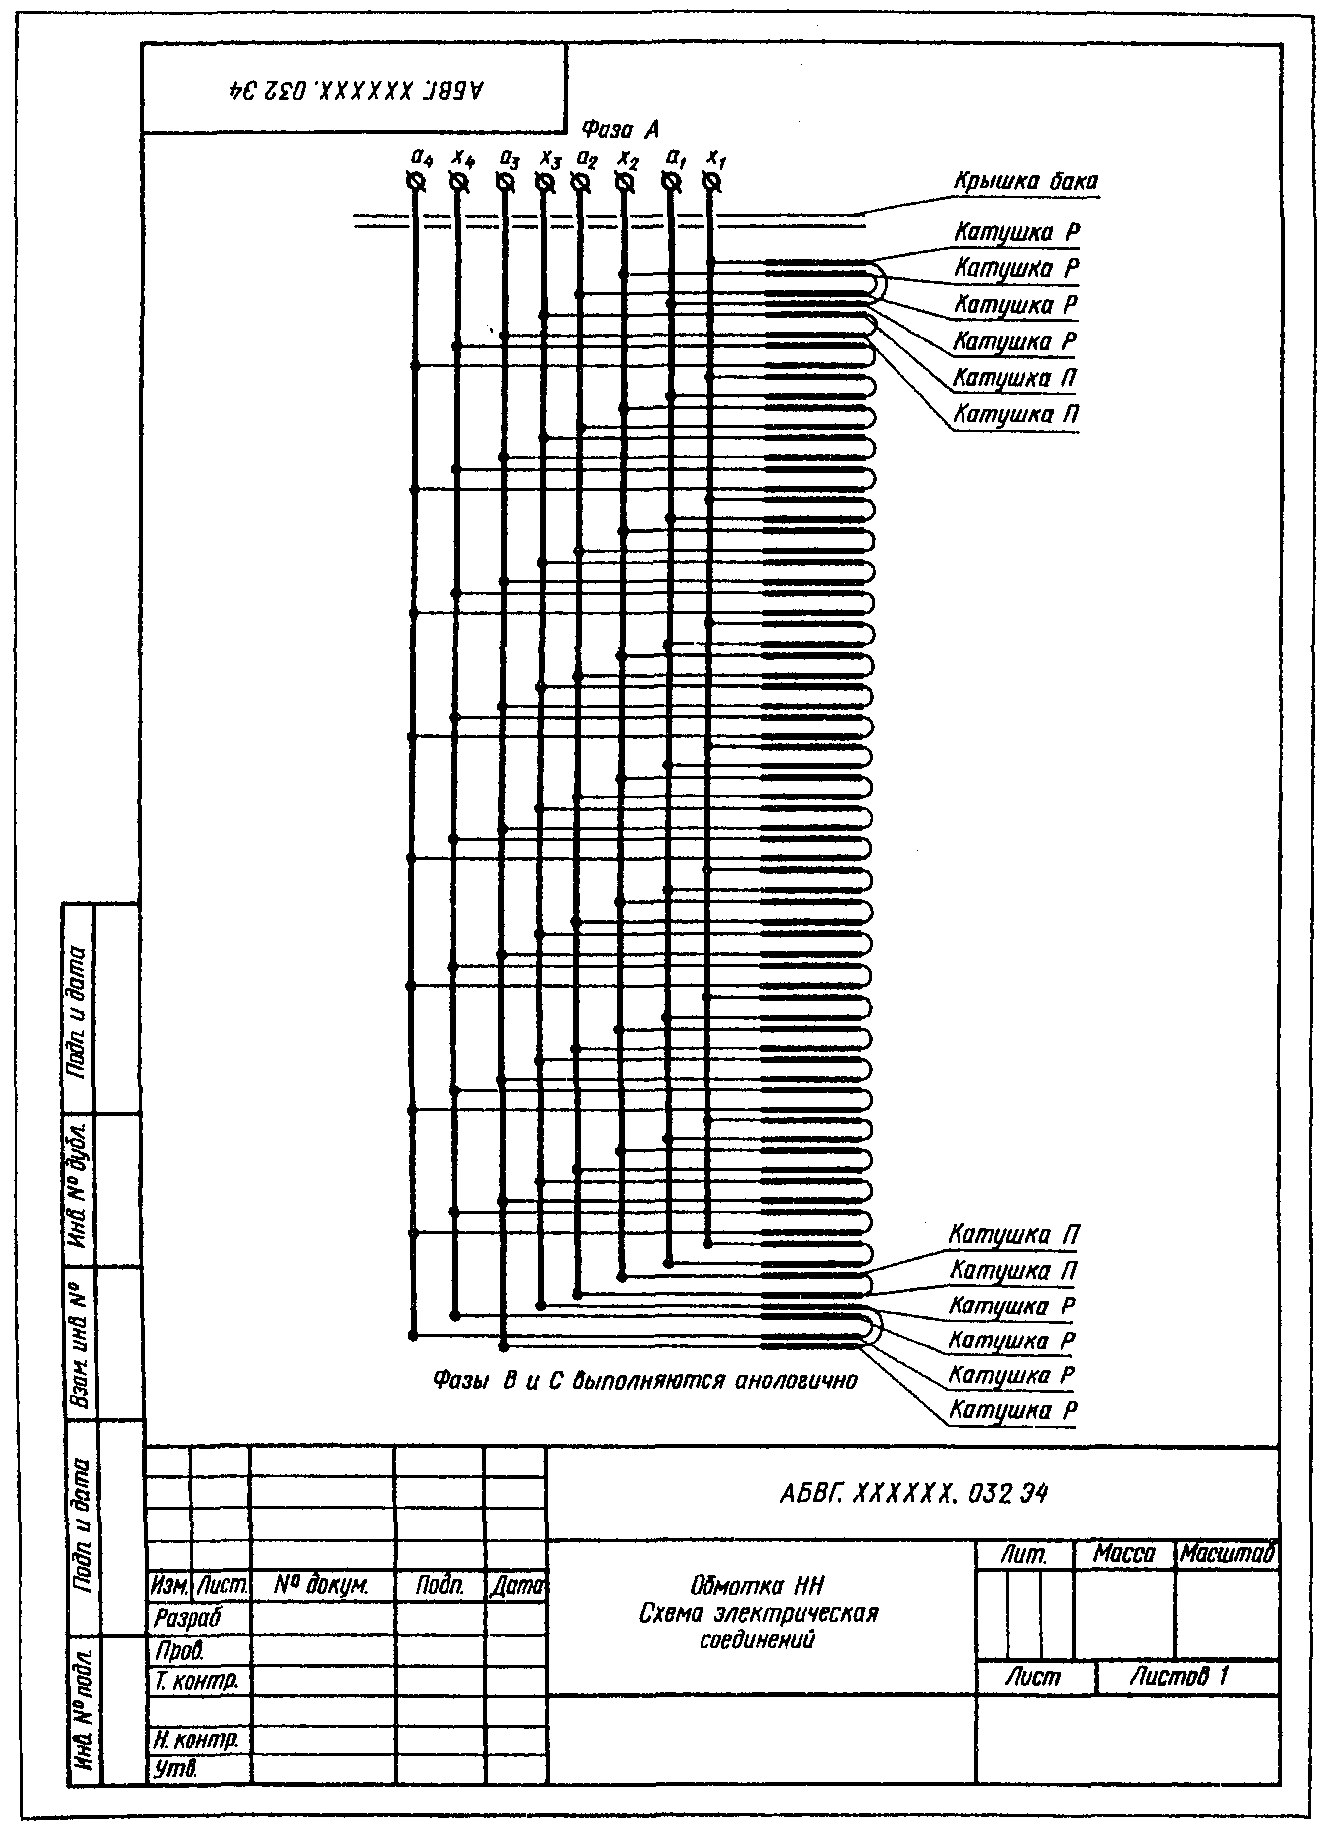 АБВГ. XXXXXX. 032 Э4
Фаза А
a4 x4 a3 x3 a2 x2 a1 x1
Крышка бака
Катушка Р
Катушка Р
Катушка Р
Катушка Р
Катушка П
Катушка П
Катушка П
Катушка П
Катушка Р
Катушка Р
Катушка Р
Катушка Р
Фазы В и С выполняются анологично
Подп. и дата
Инв. № дубл.
Взам. инв. №
Подп. и дата
Инв. № подл.
АБВГ. XXXXXX. 032 Э4
Изм. Лист. № докум. Подп. Дата
Разраб
Пров.
Т. контр.
Н. контр.
Утв.
Обмотка НН
Схема электрическая
соединений
Лит. Масса Масштаб
Лист Листов 1